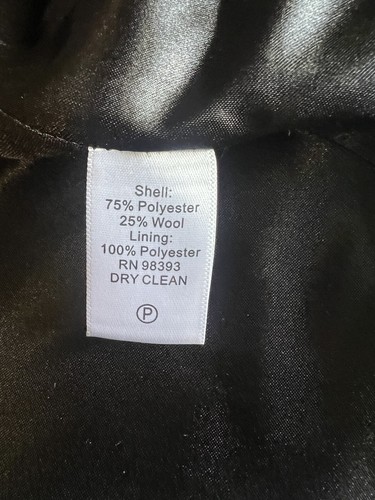 Shell:
75% Polyester
25% Wool
Lining:
100% Polyester
RN 98393
DRY CLEAN
P